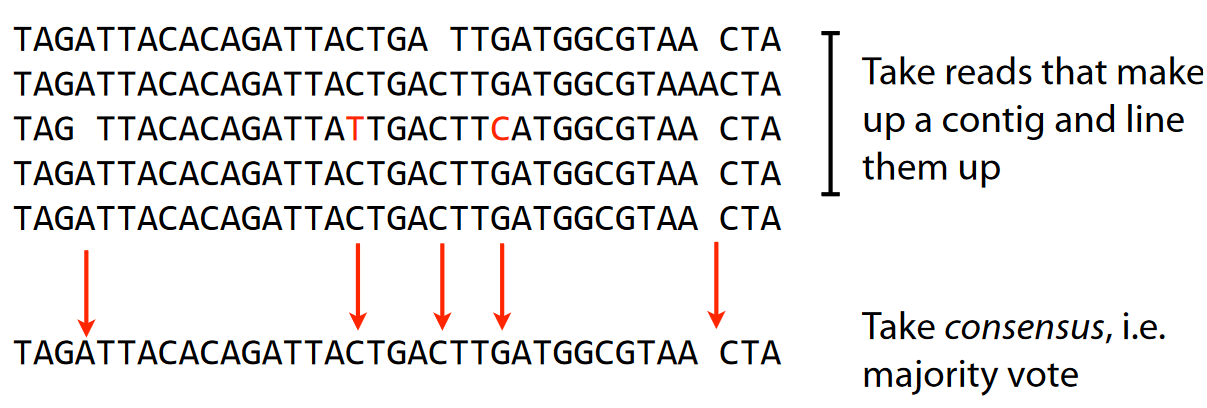 TAGATTACACAGATTACTGA TTGATGGCGTAA CTA
TAGATTACACAGATTACTGACTTGATGGCGTAAACTA
TAG TTACACAGATTATTGACTTCATGGCGTAA CTA
TAGATTACACAGATTACTGACTTGATGGCGTAA CTA
TAGATTACACAGATTACTGACTTGATGGCGTAA CTA
Take reads that make
up a contig and line
them up
TAGATTACACAGATTACTGACTTGATGGCGTAA CTA
Take consensus, i.e.
majority vote